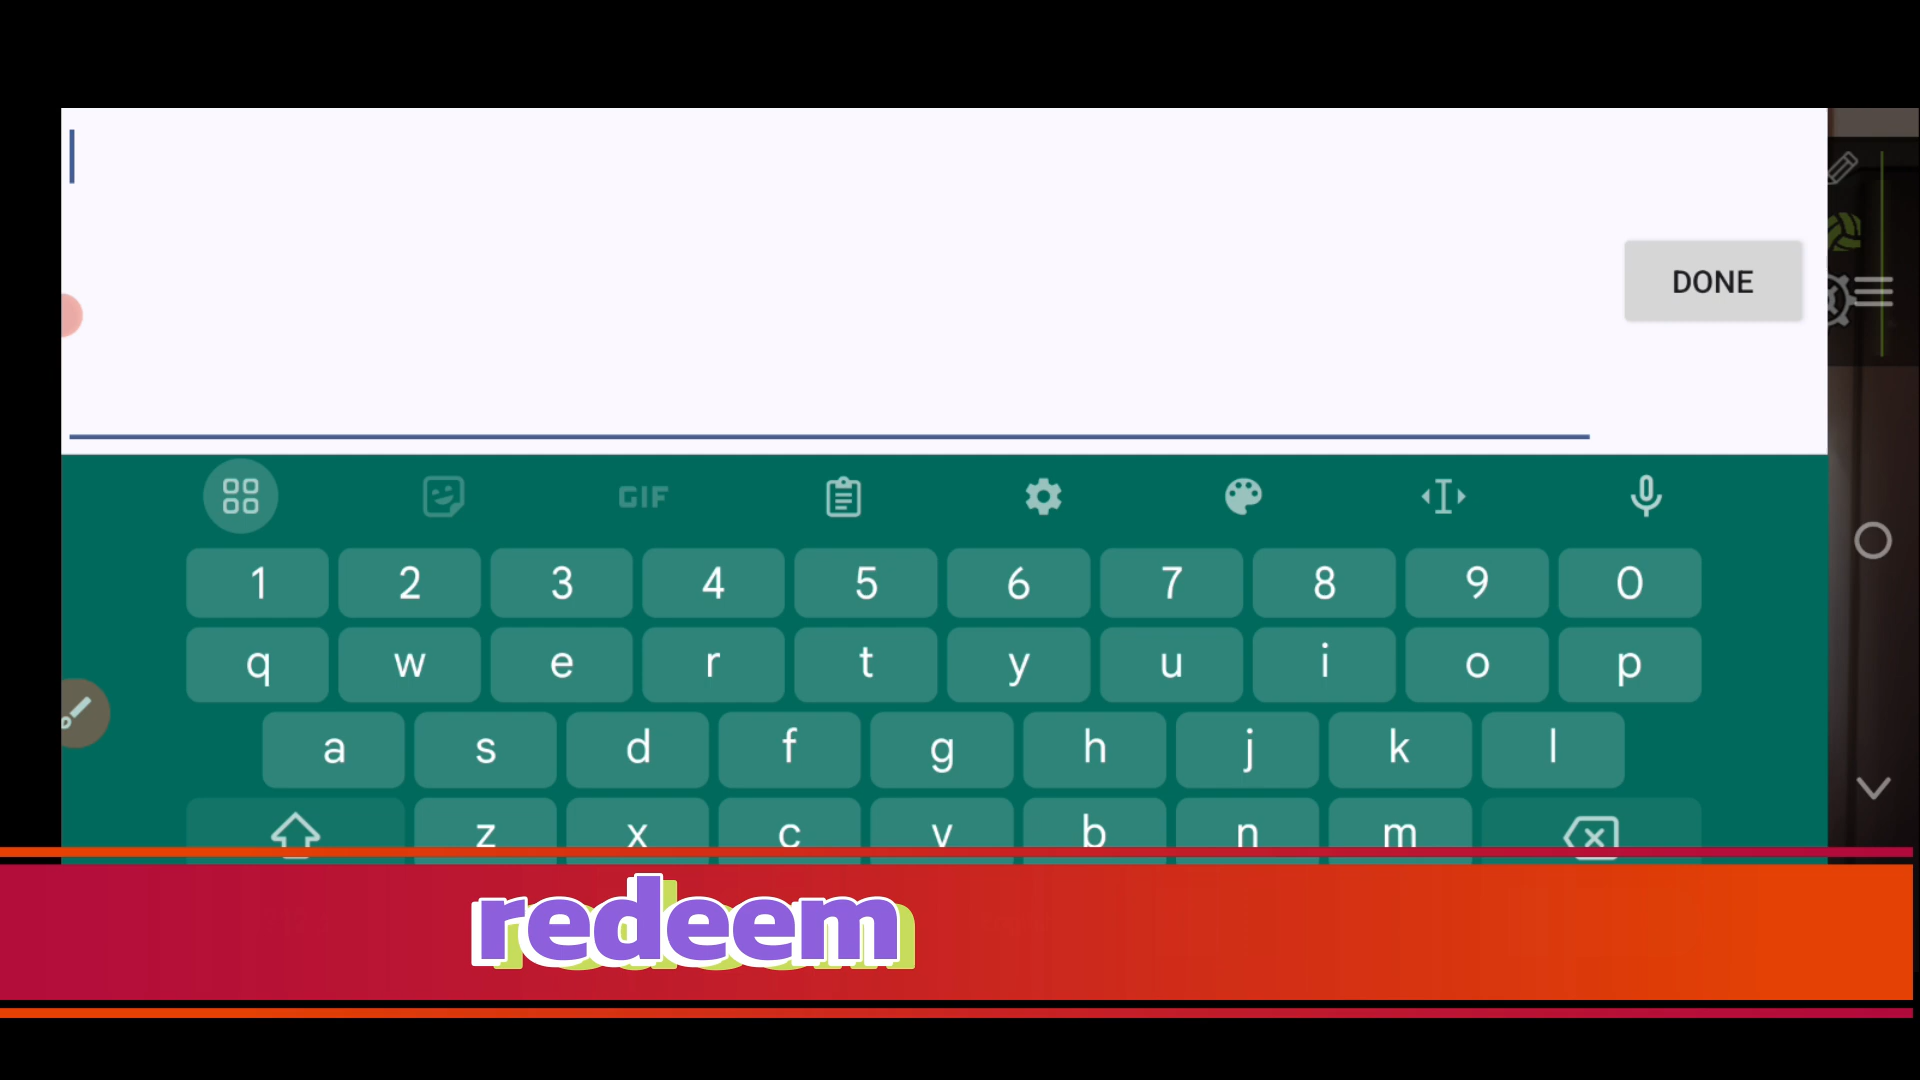 DONE
GIF
1 2 3 4 5 6 7 8 9 0
q w e r t y u i o p
a s d f g h j k l
z x c v b n m
redeem